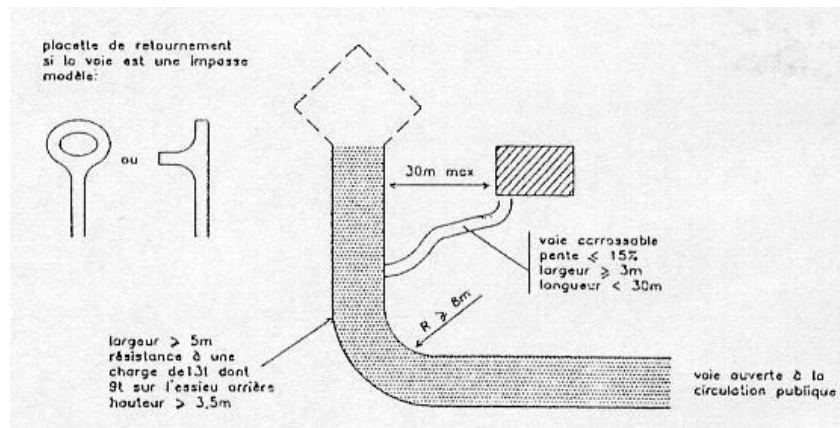 placette de retournement
si la voie est une impasse
modèle:
ou
30m max
voie carrossable
pente ⩽ 15%
largeur ⩾ 3m
longueur < 30m
R ⩾ 8m
largeur ⩾ 5m
résistance à une
charge de13t dont
9t sur l'essieu arrière
hauteur ⩾ 3,5m
voie ouverte à la
circulation publique